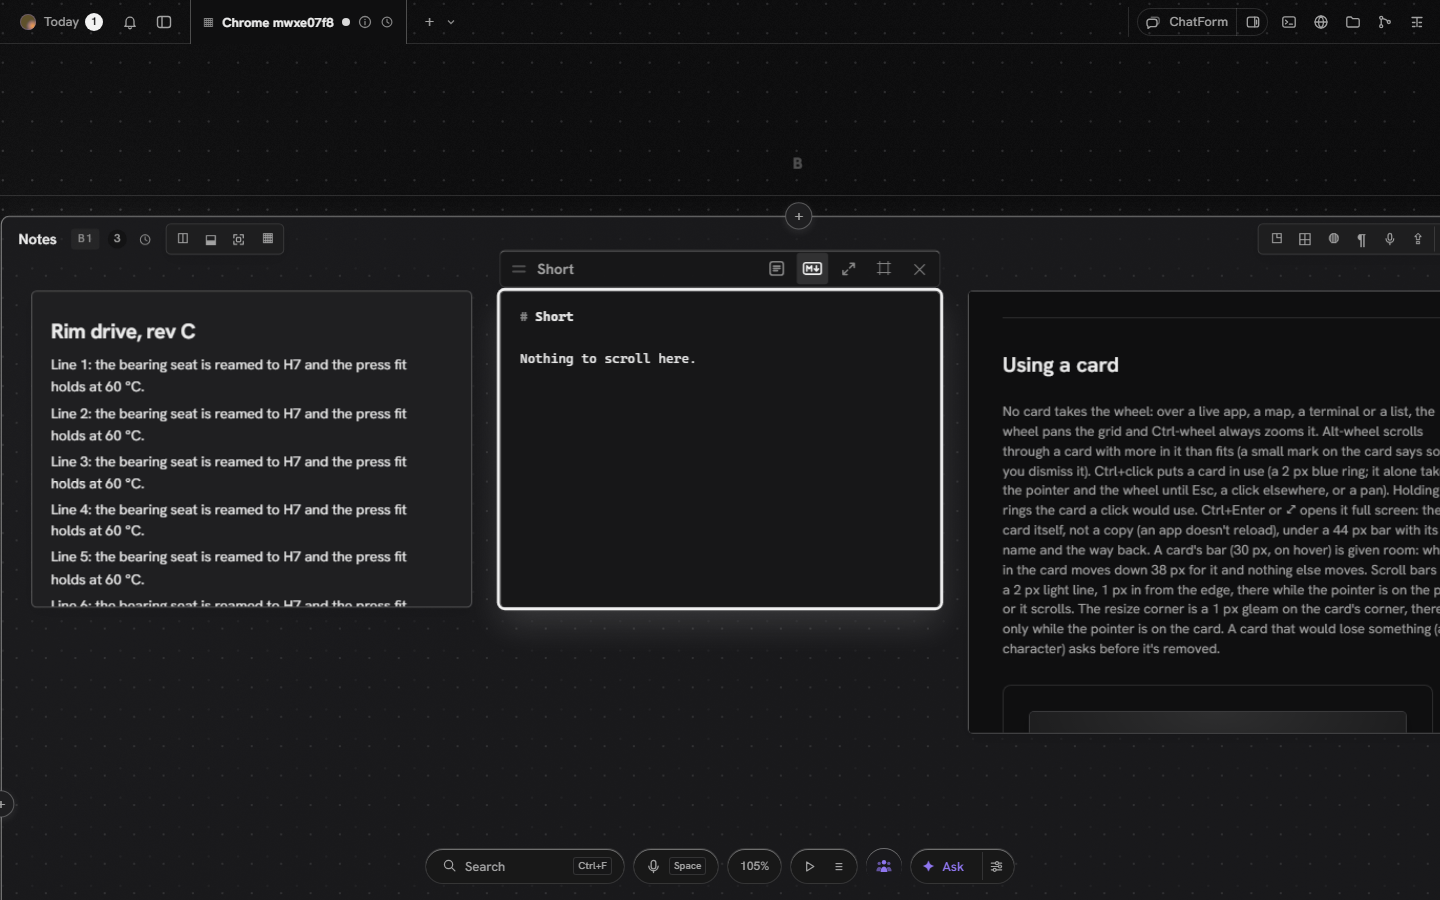 Today 1
Chrome mwxe07f8
ChatForm
B
Notes B1 3
Short
Rim drive, rev C
Line 1: the bearing seat is reamed to H7 and the press fit
holds at 60 °C.
Line 2: the bearing seat is reamed to H7 and the press fit
holds at 60 °C.
Line 3: the bearing seat is reamed to H7 and the press fit
holds at 60 °C.
Line 4: the bearing seat is reamed to H7 and the press fit
holds at 60 °C.
Line 5: the bearing seat is reamed to H7 and the press fit
holds at 60 °C.
Line 6: the bearing seat is reamed to H7 and the press fit
# Short
Nothing to scroll here.
Using a card
No card takes the wheel: over a live app, a map, a terminal or a list, the
wheel pans the grid and Ctrl-wheel always zooms it. Alt-wheel scrolls
through a card with more in it than fits (a small mark on the card says so
you dismiss it). Ctrl+click puts a card in use (a 2 px blue ring; it alone tak
the pointer and the wheel until Esc, a click elsewhere, or a pan). Holding
rings the card a click would use. Ctrl+Enter or ⤢ opens it full screen: the
card itself, not a copy (an app doesn't reload), under a 44 px bar with its
name and the way back. A card's bar (30 px, on hover) is given room: wh
in the card moves down 38 px for it and nothing else moves. Scroll bars
a 2 px light line, 1 px in from the edge, there while the pointer is on the p
or it scrolls. The resize corner is a 1 px gleam on the card's corner, there
only while the pointer is on the card. A card that would lose something (a
character) asks before it's removed.
Search Ctrl+F
Space
105%
Ask